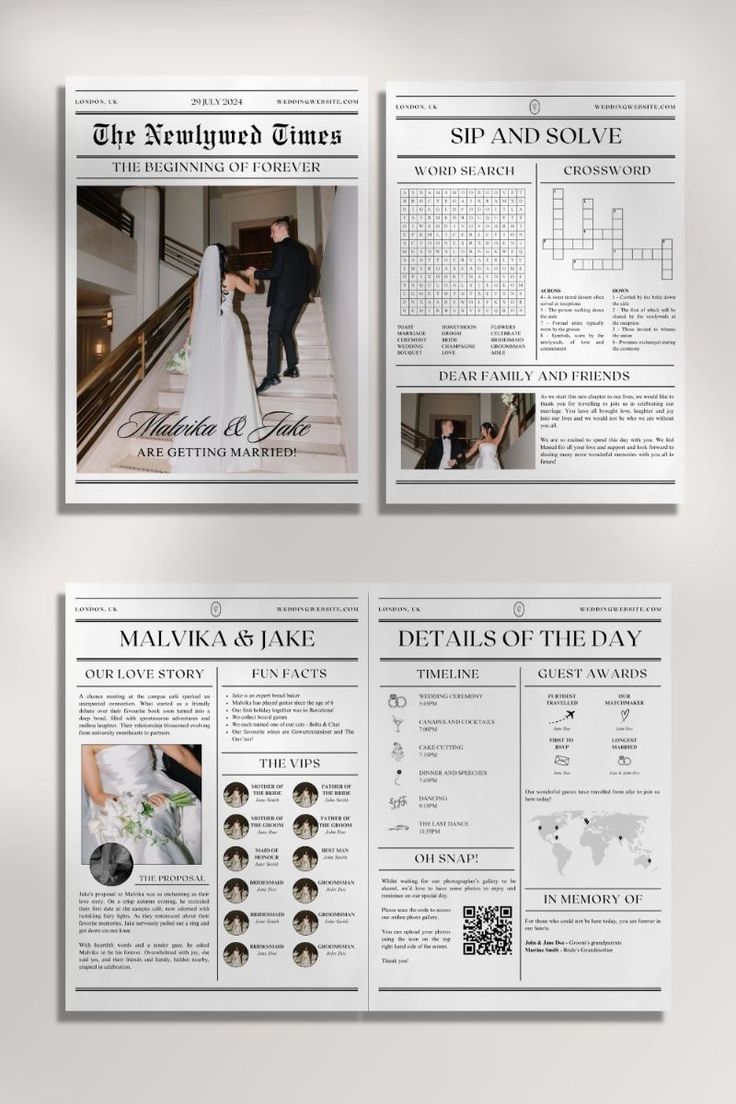 LONDON, UK
29 JULY 2024
WEDDINGWEBSITE.COM
The Newlywed Times
THE BEGINNING OF FOREVER
Malvika & Jake
ARE GETTING MARRIED!
LONDON, UK
WEDDINGWEBSITE.COM
SIP AND SOLVE
WORD SEARCH
TOAST
MARRIAGE
CEREMONY
WEDDING
BOUQUET
HONEYMOON
GROOM
BRIDE
CHAMPAGNE
LOVE
FLOWERS
CELEBRATE
BRIDESMAID
GROOMSMAN
AISLE
CROSSWORD
ACROSS
4 - A sweet tiered dessert often
served at receptions
5 - The person walking down
the aisle
7 - Formal attire typically
worn by the groom
8 - Symbols, worn by the
newlyweds, of love and
commitment
DOWN
1 - Carried by the bride down
the aisle
2 - The first of which will be
shared by the newlyweds at
the reception
3 - Those invited to witness
the union
6 - Promises exchanged during
the ceremony
DEAR FAMILY AND FRIENDS
As we start this new chapter in our lives, we would like to
thank you for travelling to join us in celebrating our
marriage. You have all brought love, laughter and joy
into our lives and we would not be who we are without
you all.
We are so excited to spend this day with you. We feel
blessed for all your love and support and look forward to
sharing many more wonderful memories with you all in
future!
LONDON, UK
WEDDINGWEBSITE.COM
MALVIKA & JAKE
OUR LOVE STORY
A chance meeting at the campus café sparked an
unexpected connection. What started as a friendly
debate over their favourite book soon turned into a
deep bond, filled with spontaneous adventures and
endless laughter. Their relationship blossomed evolving
from university sweethearts to partners.
THE PROPOSAL
Jake's proposal to Malvika was as enchanting as their
love story. On a crisp autumn evening, he recreated
their first date at the campus café, now adorned with
twinkling fairy lights. As they reminisced about their
favorite memories, Jake nervously pulled out a ring and
got down on one knee.
With heartfelt words and a tender gaze, he asked
Malvika to be his forever. Overwhelmed with joy, she
said yes, and their friends and family, hidden nearby,
erupted in celebration.
FUN FACTS
• Jake is an expert bread baker
• Malvika has played guitar since the age of 6
• Our first holiday together was to Barcelona!
• We collect board games
• We each named one of our cats - Boba & Chai
• Our favourite wines are Gewurztraminer and The
THE VIPS
MOTHER OF
THE BRIDE
Jane Smith
FATHER OF
THE BRIDE
John Smith
MOTHER OF
THE GROOM
Jane Doe
FATHER OF
THE GROOM
John Doe
MAID OF
HONOUR
Jane Smith
BEST MAN
John Smith
BRIDESMAID
Jane Doe
GROOMSMAN
John Doe
BRIDESMAID
Jane Smith
GROOMSMAN
John Smith
BRIDESMAID
Jane Doe
GROOMSMAN
John Doe
LONDON, UK
WEDDINGWEBSITE.COM
DETAILS OF THE DAY
TIMELINE
WEDDING CEREMONY
CANAPES AND COCKTAILS
7:00PM
CAKE CUTTING
DINNER AND SPEECHES
7:45PM
DANCING
9:15PM
THE LAST DANCE
11:55PM
OH SNAP!
Whilst waiting for our photographer's gallery to be
shared, we'd love to have some photos to enjoy and
reminisce on our special day.
Please scan the code to access
our online photo gallery.
You can upload your photos
using the icon on the top
right hand side of the screen.
Thank you!
GUEST AWARDS
FURTHEST
TRAVELLED
Jane Doe
OUR
MATCHMAKER
Jane Doe
FIRST TO
RSVP
Jane Doe
LONGEST
MARRIED
Jane & John Doe
Our wonderful guests have travelled from afar to join us
here today!
IN MEMORY OF
For those who could not be here today, you are forever in
our hearts.
John & Jane Doe - Groom's grandparents
Martina Smith - Bride's Grandmother